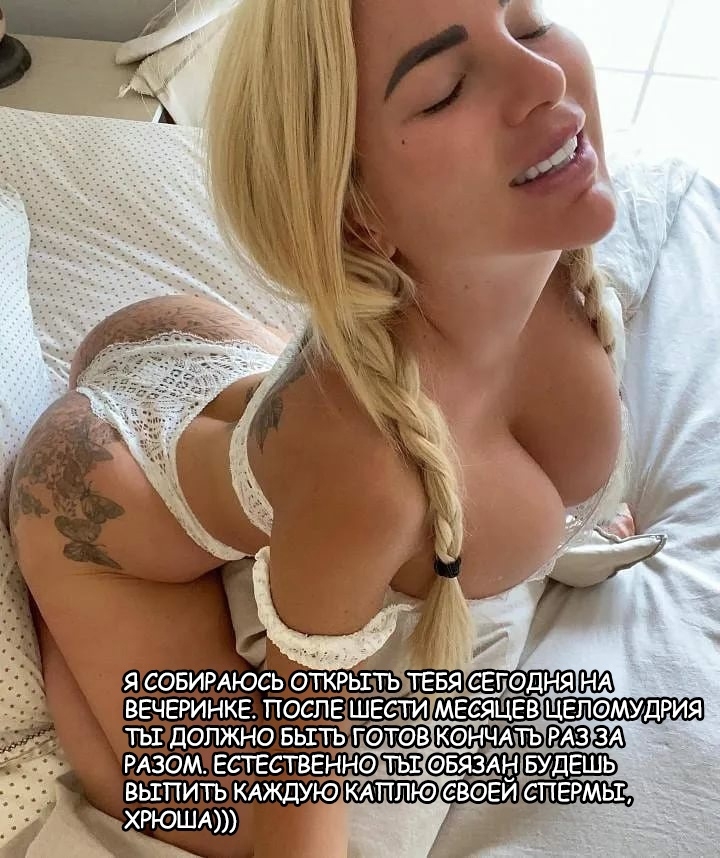 Я СОБИРАЮСЬ ОТКРЫТЬ ТЕБЯ СЕГОДНЯ НА
ВЕЧЕРИНКЕ. ПОСЛЕ ШЕСТИ МЕСЯЦЕВ ЦЕЛОМУДРИЯ
ТЫ ДОЛЖНО БЫТЬ ГОТОВ КОНЧАТЬ РАЗ ЗА
РАЗОМ. ЕСТЕСТВЕННО ТЫ ОБЯЗАН БУДЕШЬ
ВЫПИТЬ КАЖДУЮ КАПЛЮ СВОЕЙ СПЕРМЫ,
ХРЮША)))